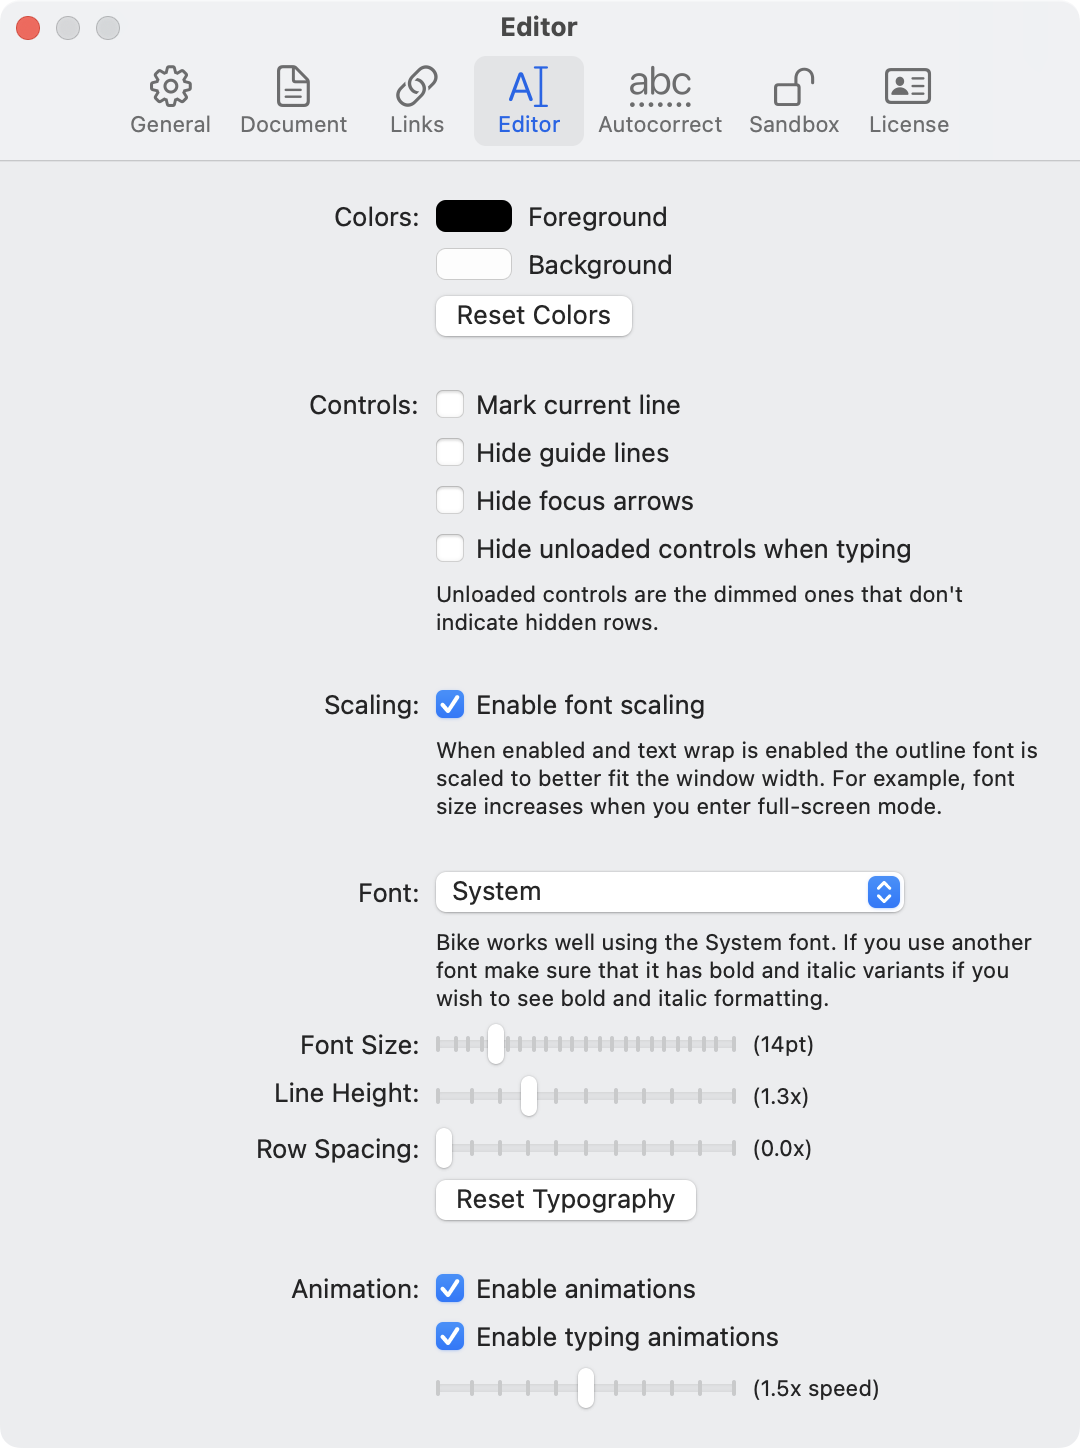 Editor
General
Document
Links
AI
Editor
abc
Autocorrect
Sandbox
License
Colors:
Foreground
Background
Reset Colors
Controls:
Mark current line
Hide guide lines
Hide focus arrows
Hide unloaded controls when typing
Unloaded controls are the dimmed ones that don't
indicate hidden rows.
Scaling:
Enable font scaling
When enabled and text wrap is enabled the outline font is
scaled to better fit the window width. For example, font
size increases when you enter full-screen mode.
Font:
System
Bike works well using the System font. If you use another
font make sure that it has bold and italic variants if you
wish to see bold and italic formatting.
Font Size:
(14pt)
Line Height:
(1.3x)
Row Spacing:
(0.0x)
Reset Typography
Animation:
Enable animations
Enable typing animations
(1.5x speed)